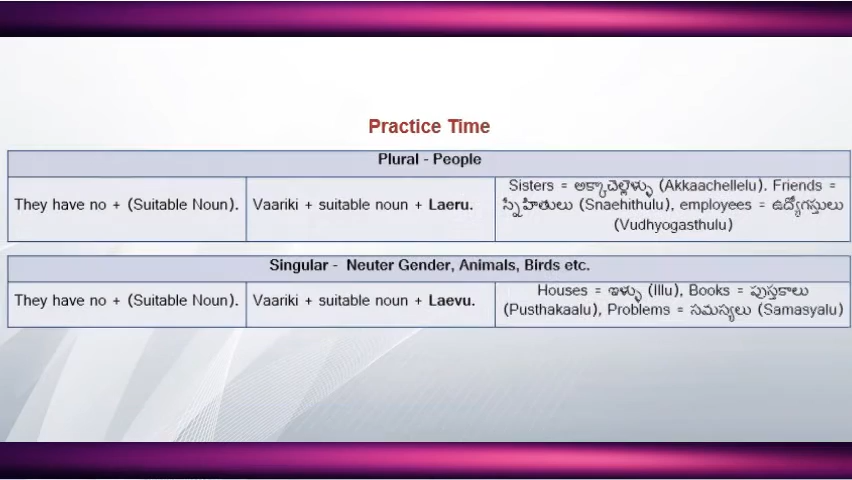 Practice Time
Plural - People
They have no + (Suitable Noun).
Vaariki + suitable noun + Laeru.
Sisters = అక్కాచెల్లెళ్ళు (Akkaachellelu). Friends =
స్నేహితులు (Snaehithulu), employees = ఉద్యోగస్తులు
(Vudhyogasthulu)
Singular - Neuter Gender, Animals, Birds etc.
They have no + (Suitable Noun).
Vaariki + suitable noun + Laevu.
Houses = ఇళ్ళు (Illu), Books = పుస్తకాలు
(Pusthakaalu), Problems = సమస్యలు (Samasyalu)